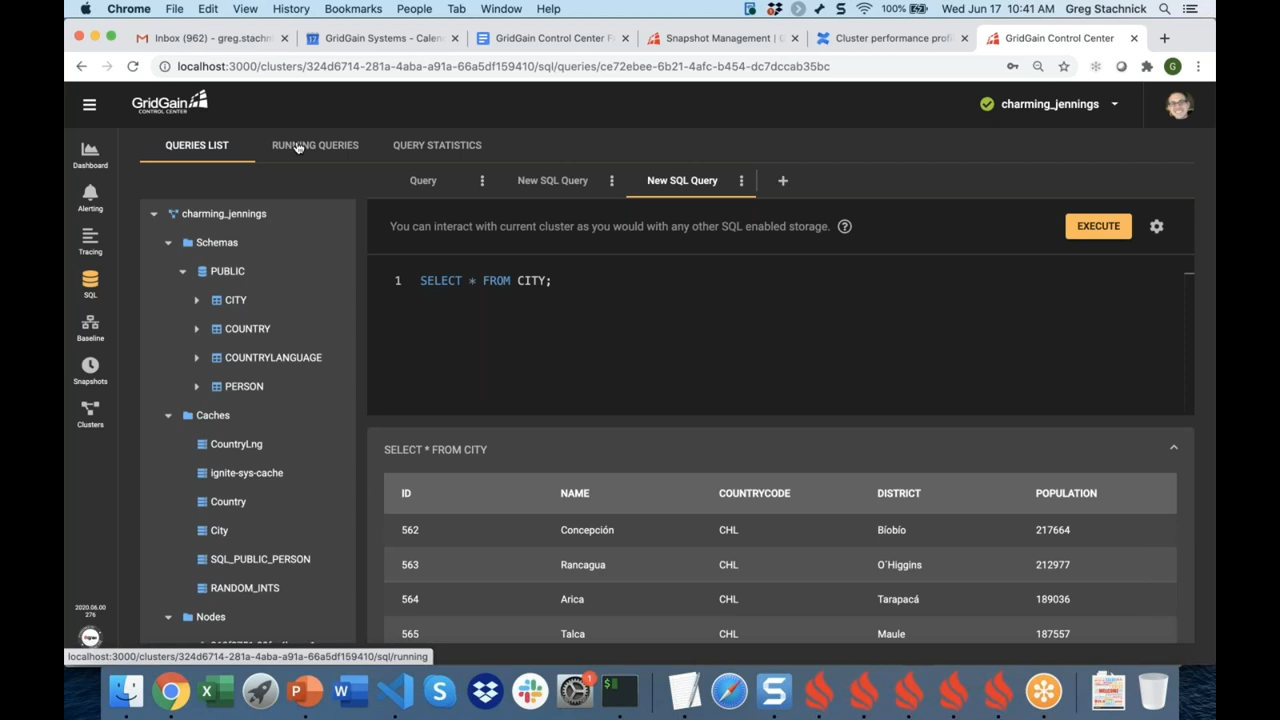 Chrome File Edit View History Bookmarks People Tab Window Help 100% Wed Jun 17 10:41 AM Greg Stachnick
Inbox (962) - greg.stachn GridGain Systems - Calen GridGain Control Center F Snapshot Management | G Cluster performance prof GridGain Control Center
localhost:3000/clusters/324d6714-281a-4aba-a91a-66a5df159410/sql/queries/ce72ebee-6b21-4afc-b454-dc7dccab35bc G
GridGain charming_jennings
CONTROL CENTER
QUERIES LIST RUNNING QUERIES QUERY STATISTICS
Dashboard
Query New SQL Query New SQL Query
Alerting
charming_jennings
You can interact with current cluster as you would with any other SQL enabled storage. EXECUTE
Schemas
Tracing
PUBLIC
1 SELECT * FROM CITY;
SQL
CITY
COUNTRY
Baseline
COUNTRYLANGUAGE
Snapshots
PERSON
Caches
Clusters
CountryLng
SELECT * FROM CITY
ignite-sys-cache
ID NAME COUNTRYCODE DISTRICT POPULATION
Country
City
562 Concepción CHL Bíobío 217664
SQL_PUBLIC_PERSON
563 Rancagua CHL O´Higgins 212977
RANDOM_INTS
564 Arica CHL Tarapacá 189036
2020.06.00
276
Nodes
565 Talca CHL Maule 187557
localhost:3000/clusters/324d6714-281a-4aba-a91a-66a5df159410/sql/running
1